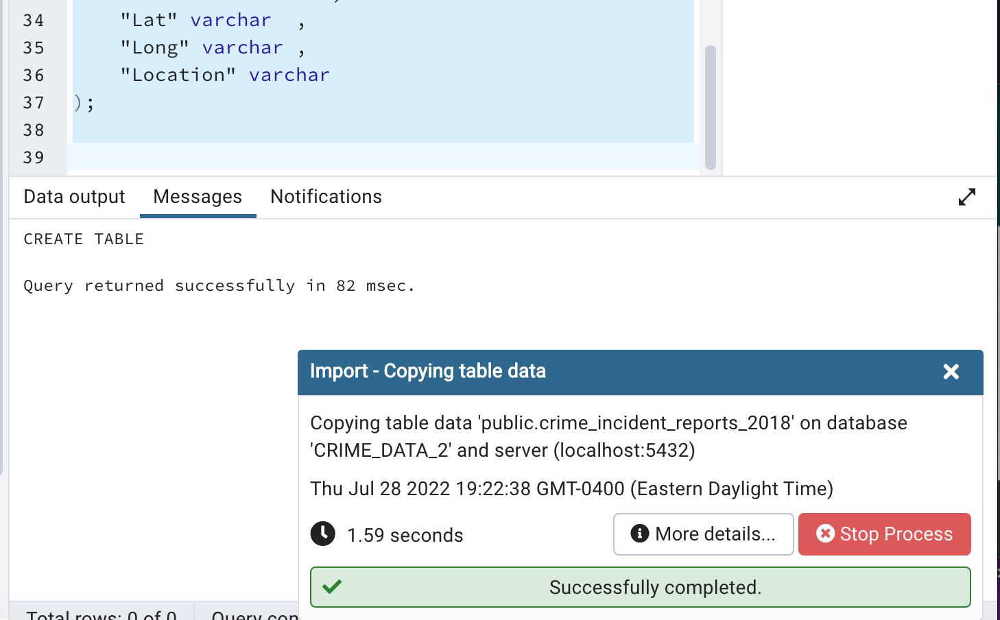 34 "Lat" varchar ,
35 "Long" varchar ,
36 "Location" varchar
37 );
38
39
Data output Messages Notifications
CREATE TABLE
Query returned successfully in 82 msec.
Import - Copying table data
Copying table data 'public.crime_incident_reports_2018' on database
'CRIME_DATA_2' and server (localhost:5432)
Thu Jul 28 2022 19:22:38 GMT-0400 (Eastern Daylight Time)
1.59 seconds More details... Stop Process
Successfully completed.
Total rows: 0 of 0 Query con